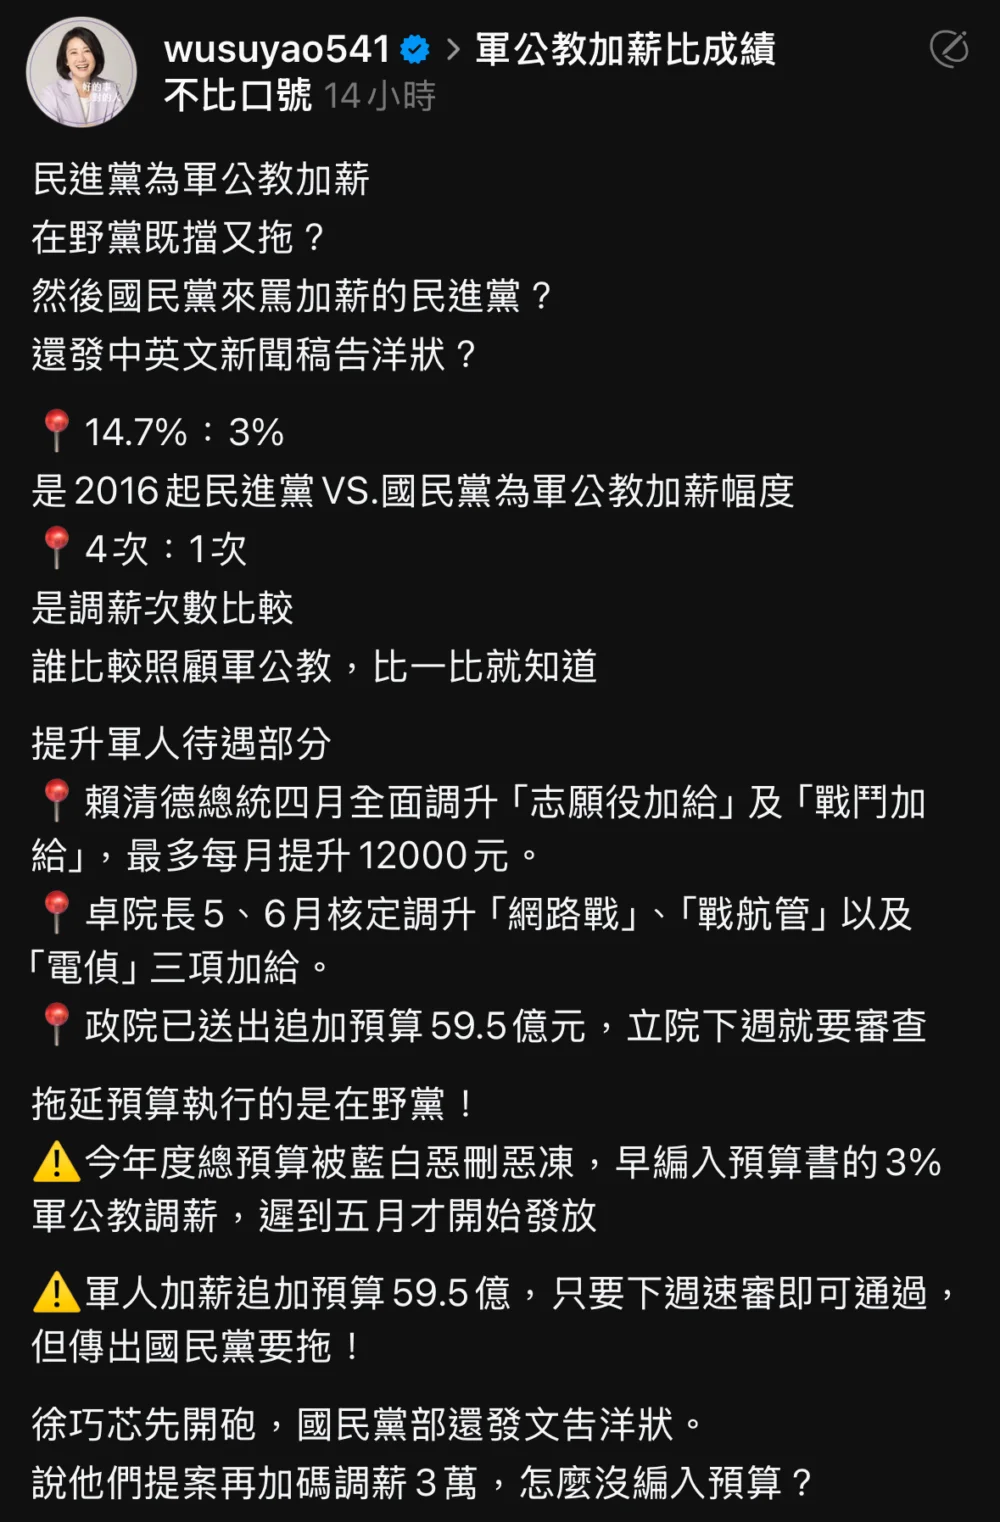 wusuyao541 > 軍公教加薪比成績
不比口號 14小時
好的事
對的人
民進黨為軍公教加薪
在野黨既擋又拖？
然後國民黨來罵加薪的民進黨？
還發中英文新聞稿告洋狀？
14.7%：3%
是2016起民進黨VS.國民黨為軍公教加薪幅度
4次：1次
是調薪次數比較
誰比較照顧軍公教，比一比就知道
提升軍人待遇部分
賴清德總統四月全面調升「志願役加給」及「戰鬥加
給」，最多每月提升12000元。
卓院長5、6月核定調升「網路戰」、「戰航管」以及
「電偵」三項加給。
政院已送出追加預算59.5億元，立院下週就要審查
拖延預算執行的是在野黨！
今年度總預算被藍白惡刪惡凍，早編入預算書的3%
軍公教調薪，遲到五月才開始發放
軍人加薪追加預算59.5億，只要下週速審即可通過，
但傳出國民黨要拖！
徐巧芯先開砲，國民黨部還發文告洋狀。
說他們提案再加碼調薪3萬，怎麼沒編入預算？